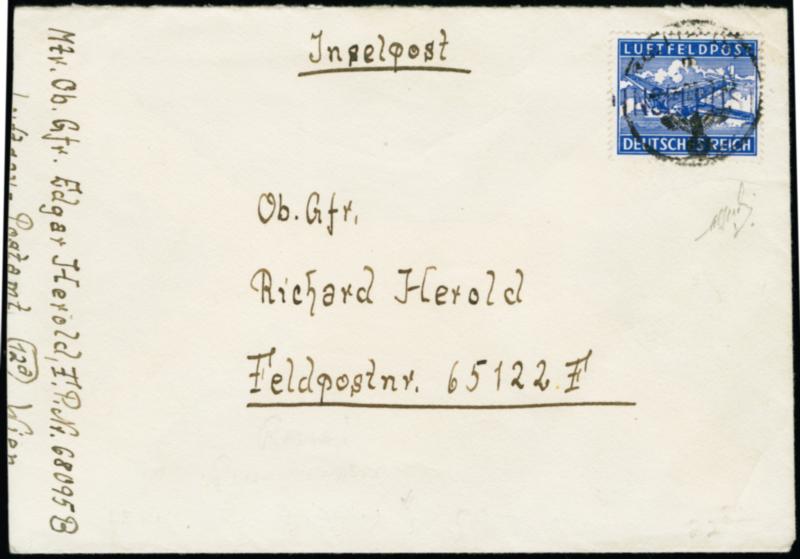 Inselpost
LUFTFELDPOST
DEUTSCHES REICH
Ob. Gfr.
Richard Herold
Feldpostnr. 65122 F
Mtr. Ob. Gfr. Edgar Herold, F.P.Nr. 68095 B
Postamt (12a) Wien